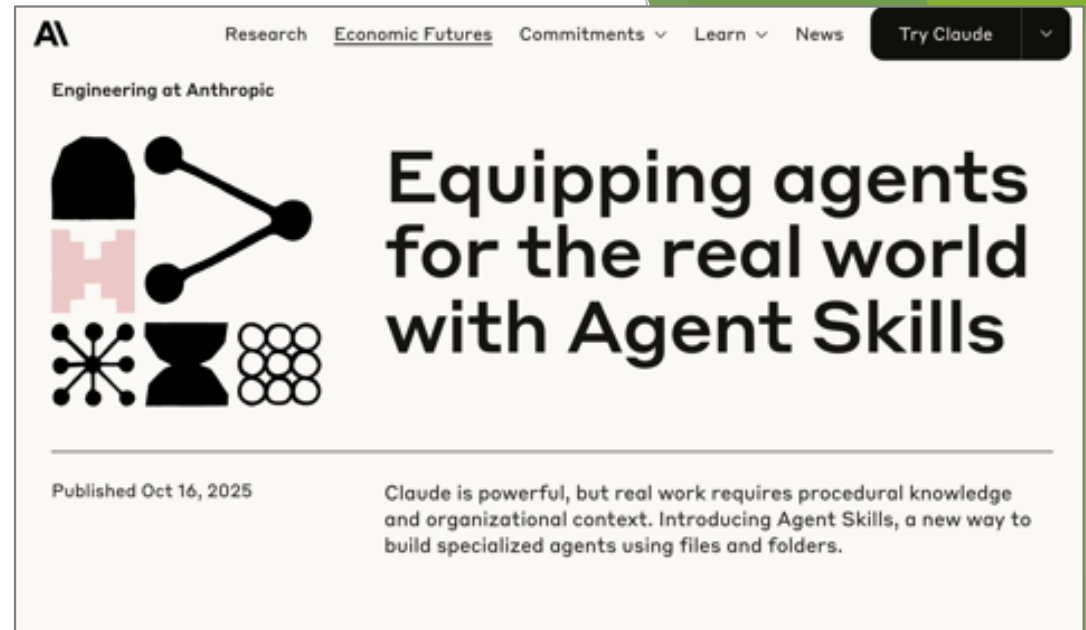 A\
Research Economic Futures Commitments Learn News Try Claude
Engineering at Anthropic
Equipping agents
for the real world
with Agent Skills
Published Oct 16, 2025
Claude is powerful, but real work requires procedural knowledge
and organizational context. Introducing Agent Skills, a new way to
build specialized agents using files and folders.